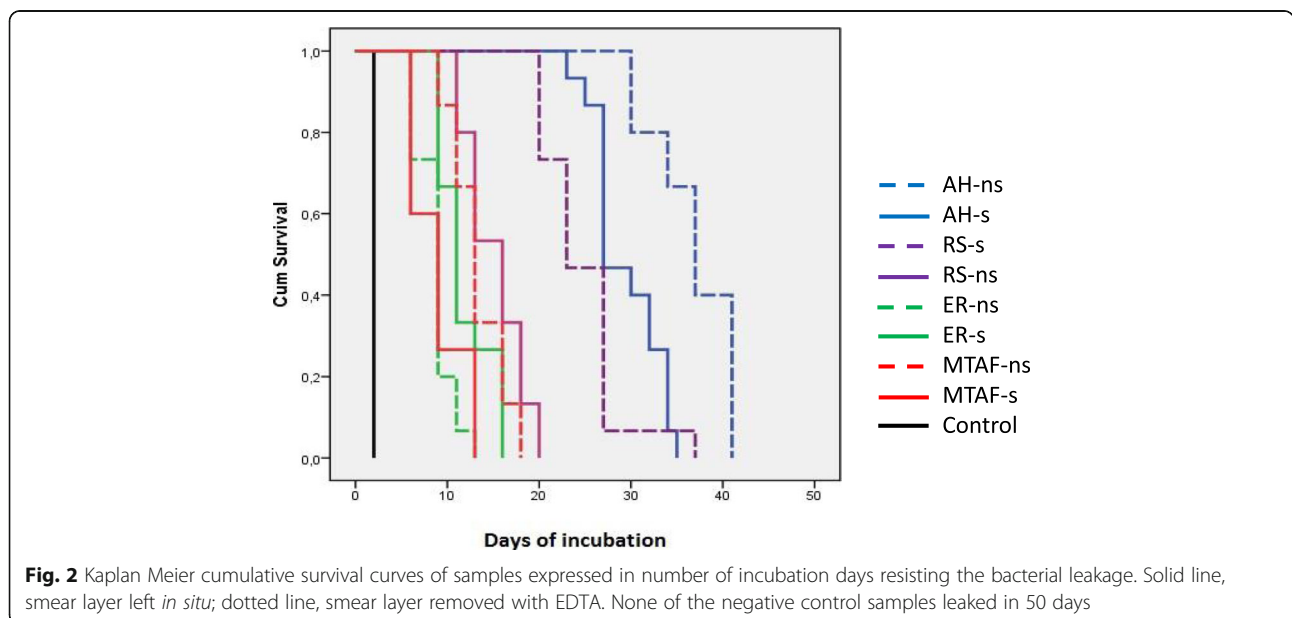 1,0
0,8
0,6
0,4
0,2
0,0
Cum Survival
0
10
20
30
40
50
Days of incubation
AH-ns
AH-s
RS-s
RS-ns
ER-ns
ER-s
MTAF-ns
MTAF-s
Control
Fig. 2 Kaplan Meier cumulative survival curves of samples expressed in number of incubation days resisting the bacterial leakage. Solid line,
smear layer left in situ; dotted line, smear layer removed with EDTA. None of the negative control samples leaked in 50 days